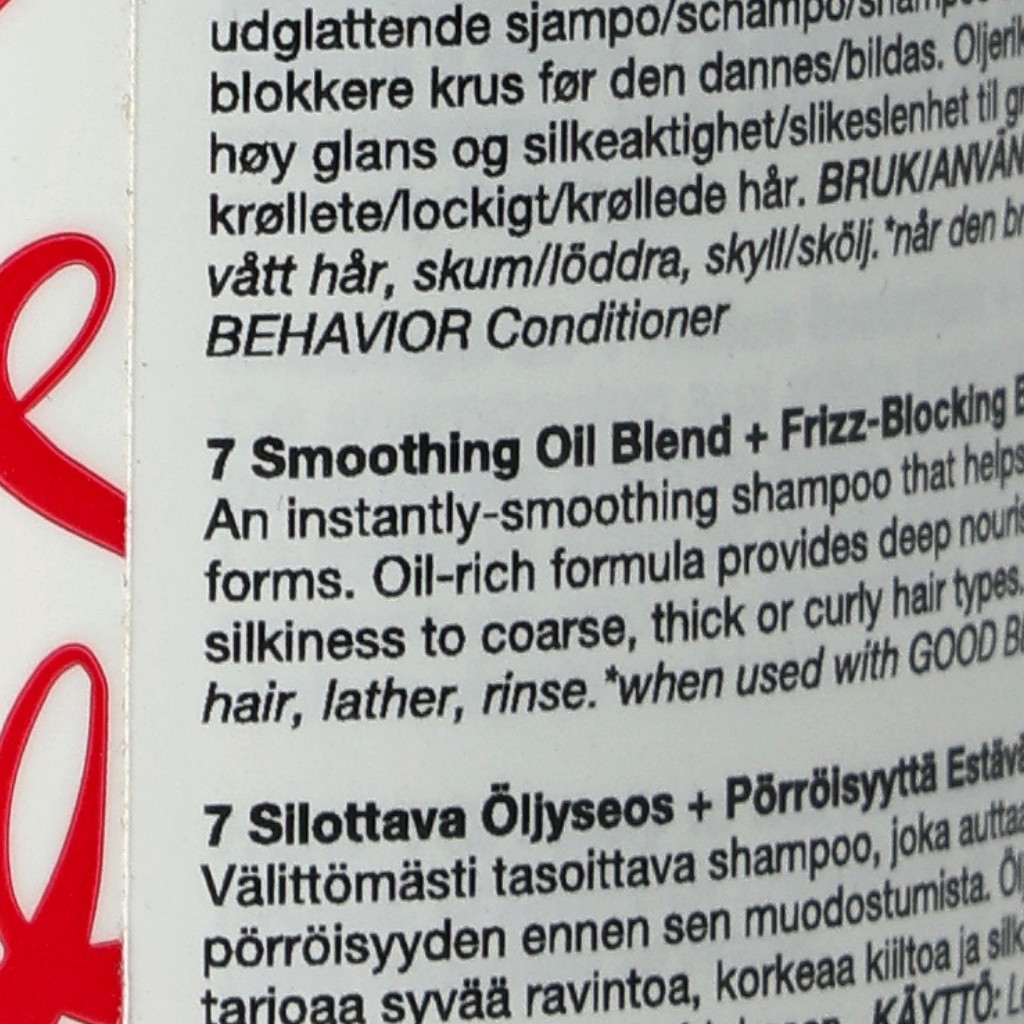 udglattende sjampo/schampo/shampoo
blokkere krus før den dannes/bildas.
høy glans og silkeaktighet/slikeslenhet til
krøllete/lockigt/krøllede hår. BRUK/ANVÄN
vått hår, skum/löddra, skyll/skölj. *når den
BEHAVIOR Conditioner
7 Smoothing Oil Blend + Frizz-Blocking
An instantly-smoothing shampoo that helps
forms. Oil-rich formula provides deep
silkiness to coarse, thick or curly hair types.
hair, lather, rinse. *when used with GOOD
7 Silottava Öljyseos + Pörröisyyttä
Välittömästi tasoittava shampoo, joka
pörröisyyden ennen sen muodostumista.
tarjoaa syvää ravintoa, korkeaa kiiltoa ja
KÄYTTÖ: